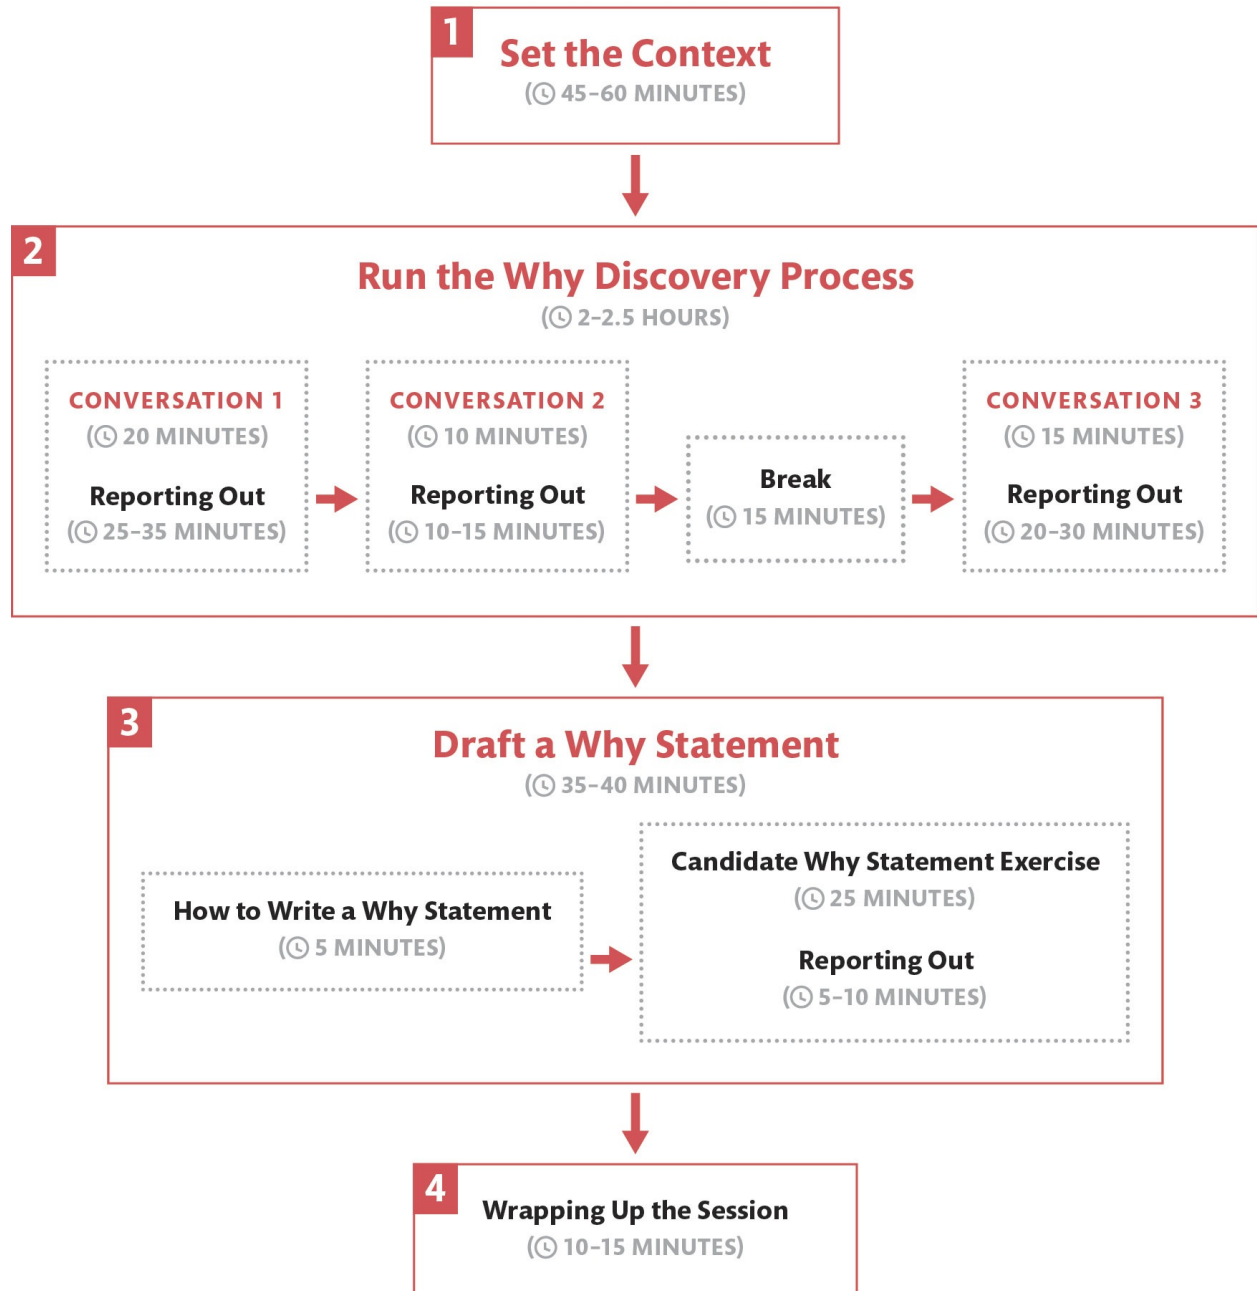 1
Set the Context
(45–60 MINUTES)
2
Run the Why Discovery Process
(2–2.5 HOURS)
CONVERSATION 1
(20 MINUTES)
Reporting Out
(25–35 MINUTES)
CONVERSATION 2
(10 MINUTES)
Reporting Out
(10–15 MINUTES)
Break
(15 MINUTES)
CONVERSATION 3
(15 MINUTES)
Reporting Out
(20–30 MINUTES)
3
Draft a Why Statement
(35–40 MINUTES)
How to Write a Why Statement
(5 MINUTES)
Candidate Why Statement Exercise
(25 MINUTES)
Reporting Out
(5–10 MINUTES)
4
Wrapping Up the Session
(10–15 MINUTES)